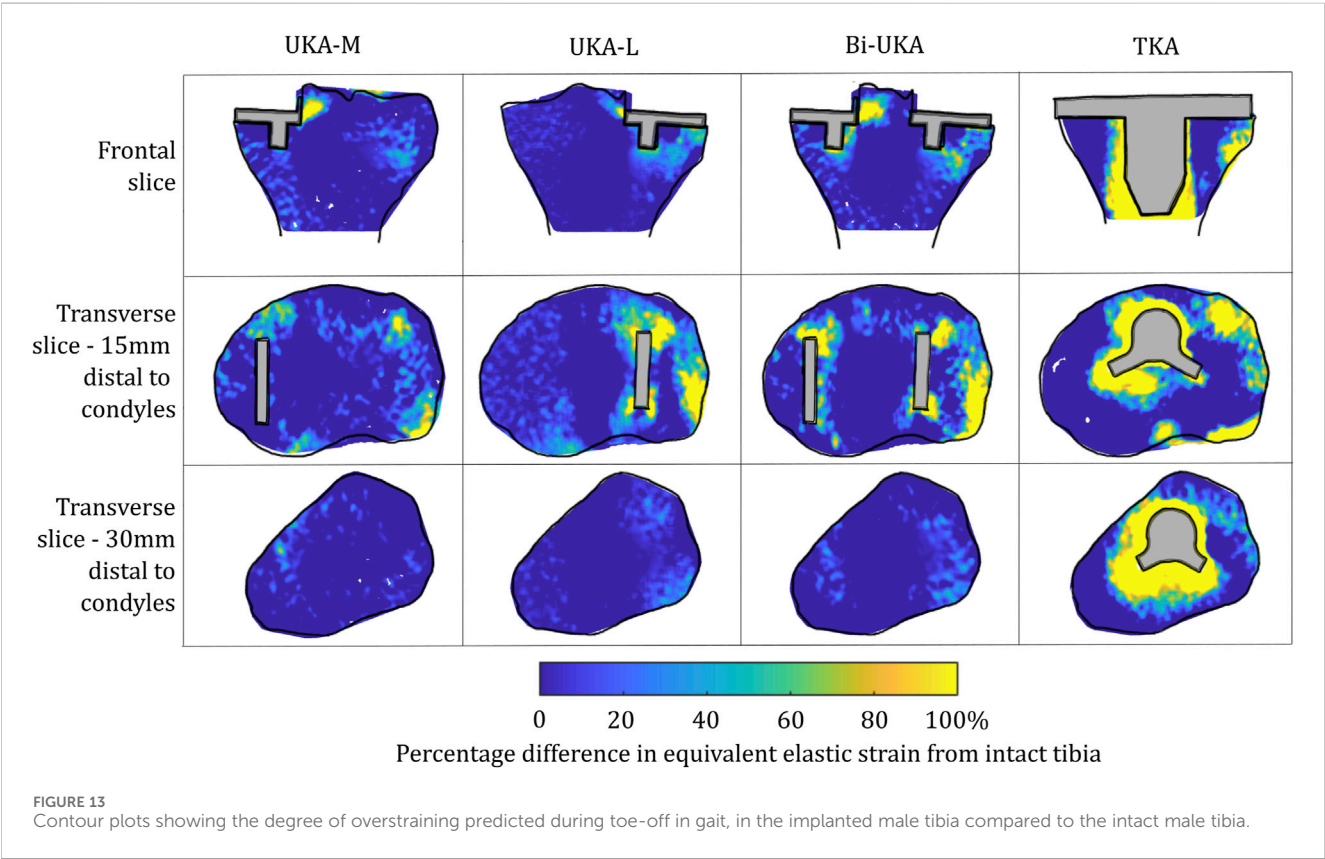 UKA-M
UKA-L
Bi-UKA
TKA
Frontal
slice
Transverse
slice - 15mm
distal to
condyles
Transverse
slice - 30mm
distal to
condyles
0 20 40 60 80 100%
Percentage difference in equivalent elastic strain from intact tibia
FIGURE 13
Contour plots showing the degree of overstraining predicted during toe-off in gait, in the implanted male tibia compared to the intact male tibia.